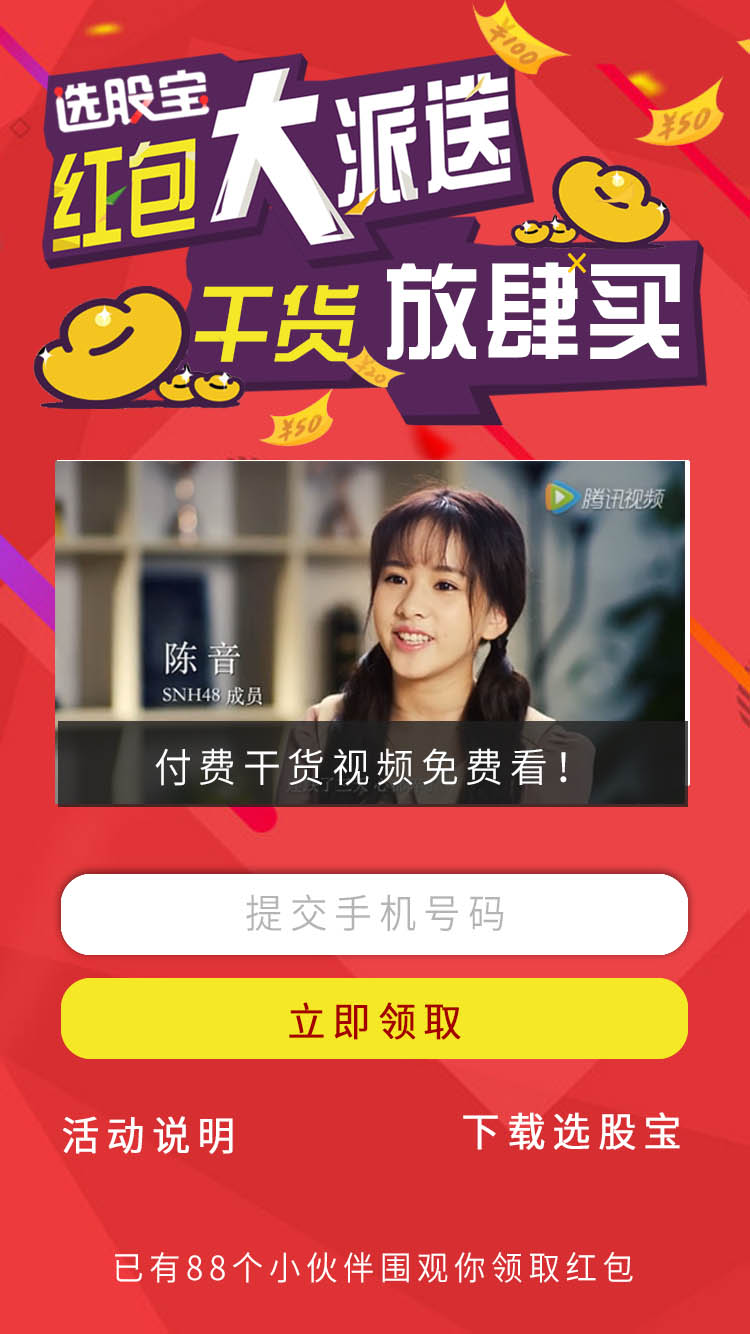 选股宝
红包大派送
干货放肆买
¥100
¥50
¥20
¥50
腾讯视频
陈音
SNH48 成员
付费干货视频免费看!
提交手机号码
立即领取
活动说明
下载选股宝
已有88个小伙伴围观你领取红包